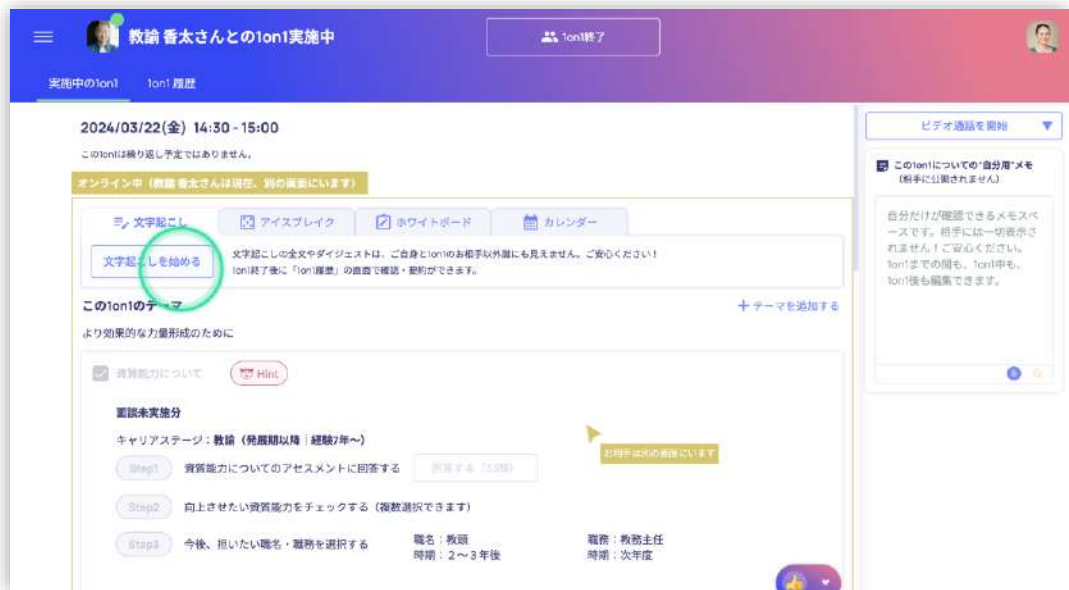 教諭 香太さんとの1on1実施中
1on1終了
実施中の1on1
1on1 履歴
2024/03/22(金) 14:30 - 15:00
この1on1は繰り返し予定ではありません。
オンライン中（教諭 香太さんは現在、別の画面にいます）
文字起こし
アイスブレイク
ホワイトボード
カレンダー
文字起こしを始める
文字起こしの全文やダイジェストは、ご自身と1on1のお相手以外誰にも見えません。ご安心ください！
1on1終了後に「1on1履歴」の画面で確認・要約ができます。
この1on1のテーマ
＋ テーマを追加する
より効果的な力量形成のために
資質能力について
Hint
面談未実施分
キャリアステージ：教諭（発展期以降｜経験7年～）
Step1
資質能力についてのアセスメントに回答する
お相手は別の画面にいます
Step2
向上させたい資質能力をチェックする（複数選択できます）
Step3
今後、担いたい職名・職務を選択する
職名：教頭
時期：2～3年後
職務：教務主任
時期：次年度
ビデオ通話を開始
この1on1についての"自分用"メモ
（相手に公開されません）
自分だけが確認できるメモスペ
ースです。相手には一切表示さ
れません！ご安心ください。
1on1までの間も、1on1中も、
1on1後も編集できます。